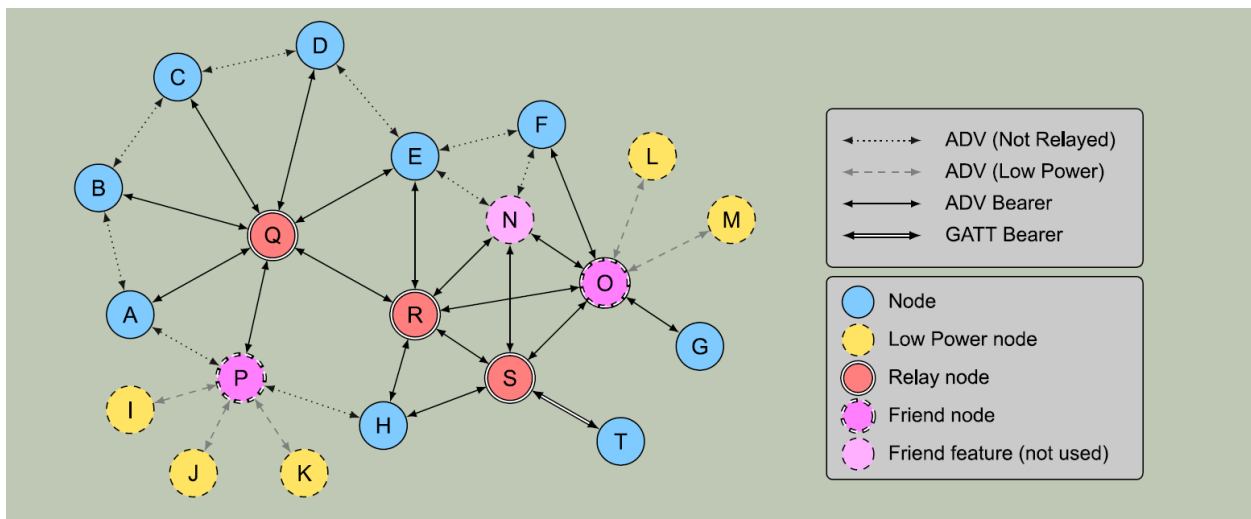 D
C
F
E
L
B
N
M
Q
O
A
R
G
P
S
I
H
T
J
K
ADV (Not Relayed)
ADV (Low Power)
ADV Bearer
GATT Bearer
Node
Low Power node
Relay node
Friend node
Friend feature (not used)